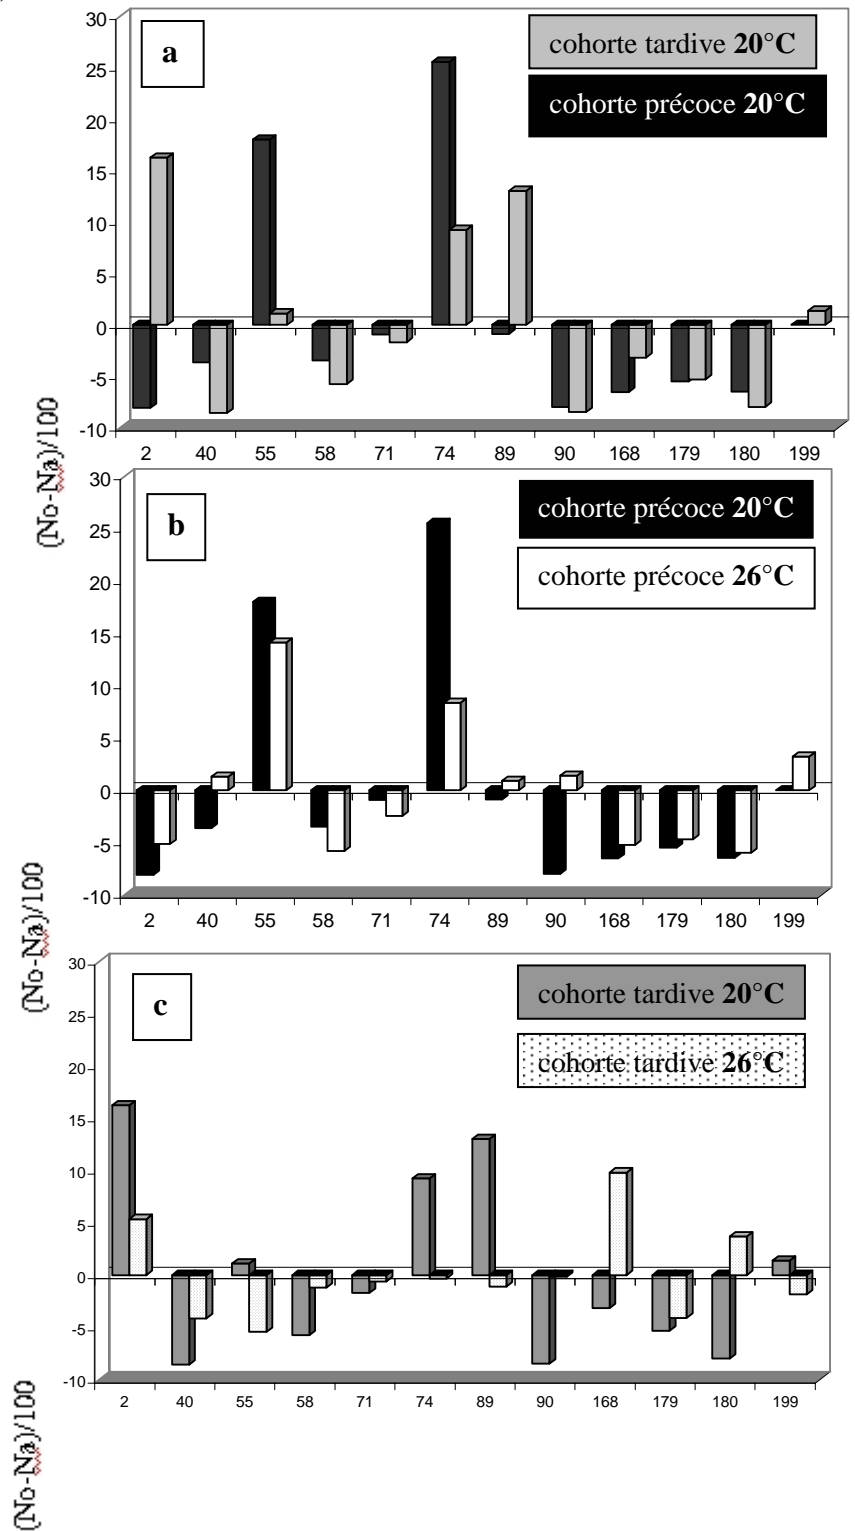 a
cohorte tardive 20°C
cohorte précoce 20°C
30
25
20
15
10
5
0
-5
-10
2 40 55 58 71 74 89 90 168 179 180 199
(No-Na)/100
b
cohorte précoce 20°C
cohorte précoce 26°C
30
25
20
15
10
5
0
-5
-10
2 40 55 58 71 74 89 90 168 179 180 199
(No-Na)/100
c
cohorte tardive 20°C
cohorte tardive 26°C
30
25
20
15
10
5
0
-5
-10
2 40 55 58 71 74 89 90 168 179 180 199
(No-Na)/100